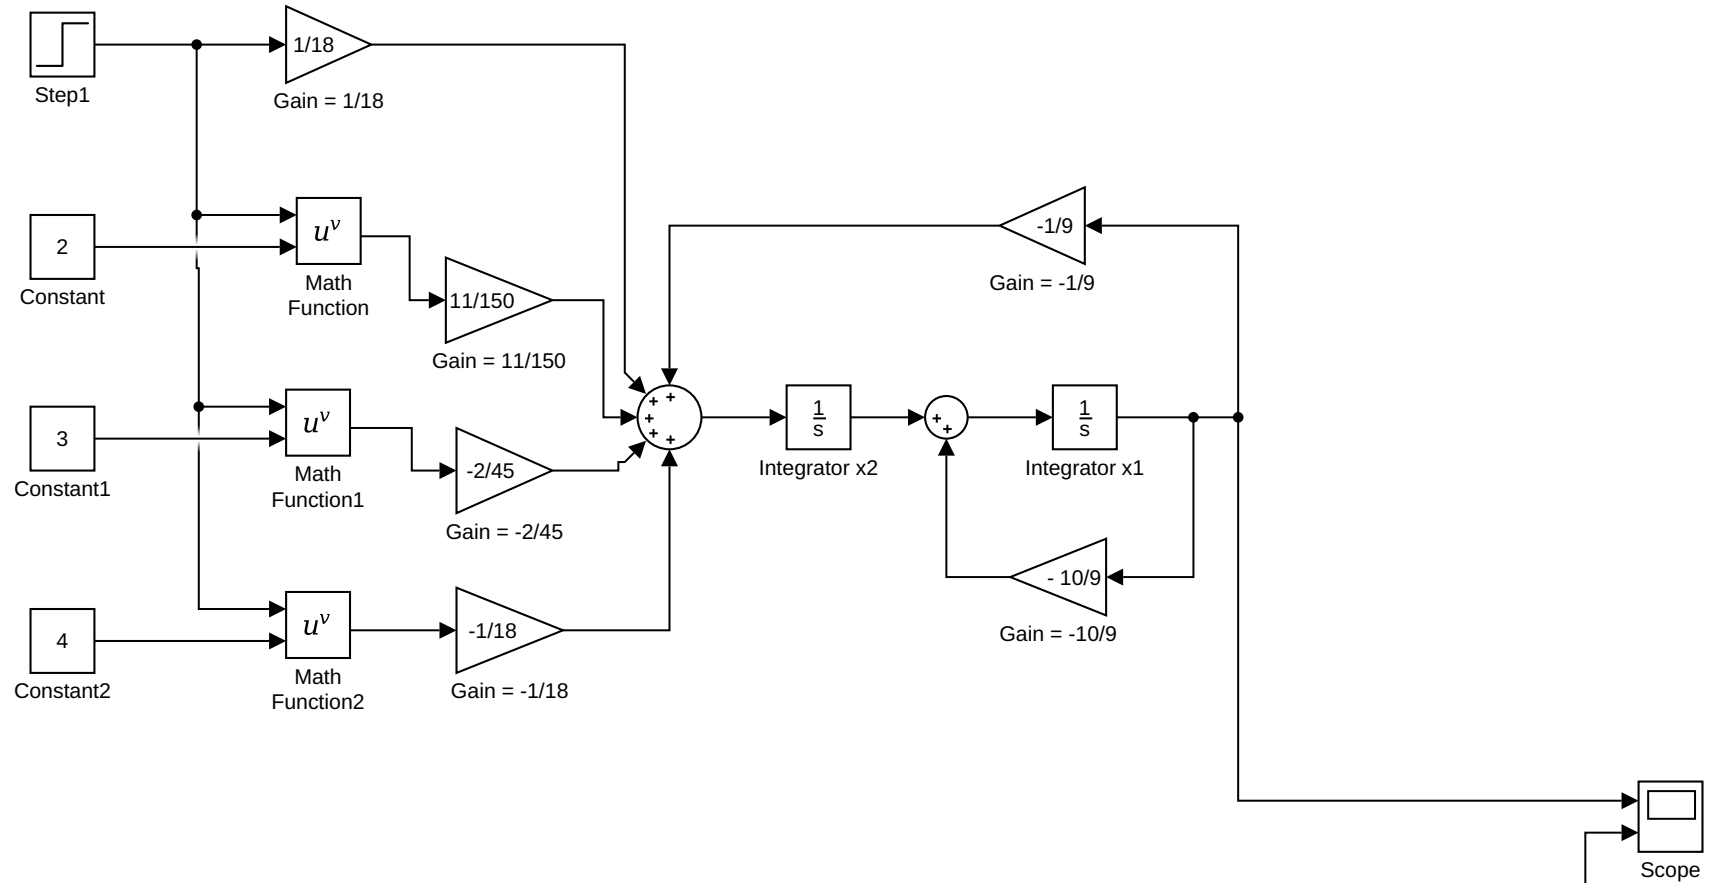 1/18
Step1
Gain = 1/18
2
Constant
u^v
Math
Function
11/150
Gain = 11/150
-1/9
Gain = -1/9
3
Constant1
u^v
Math
Function1
-2/45
Gain = -2/45
+
+
+
+
+
1
s
Integrator x2
+
+
1
s
Integrator x1
- 10/9
Gain = -10/9
4
Constant2
u^v
Math
Function2
-1/18
Gain = -1/18
Scope